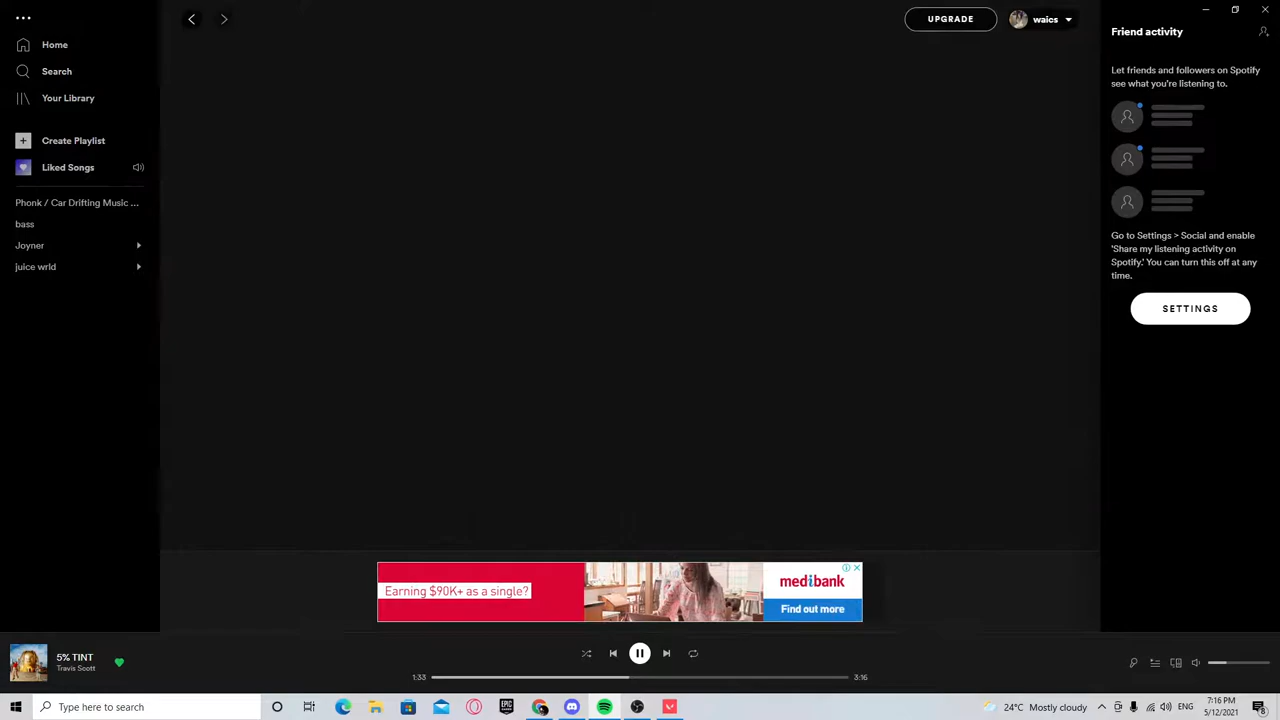 Home
Search
Your Library
Create Playlist
Liked Songs
Phonk / Car Drifting Music ...
bass
Joyner
juice wrld
UPGRADE
waics
Friend activity
Let friends and followers on Spotify
see what you're listening to.
Go to Settings > Social and enable
'Share my listening activity on
Spotify.' You can turn this off at any
time.
SETTINGS
Earning $90K+ as a single?
medibank
Find out more
5% TINT
Travis Scott
1:33
3:16
Type here to search
EPIC
24°C Mostly cloudy
ENG
7:16 PM
5/12/2021